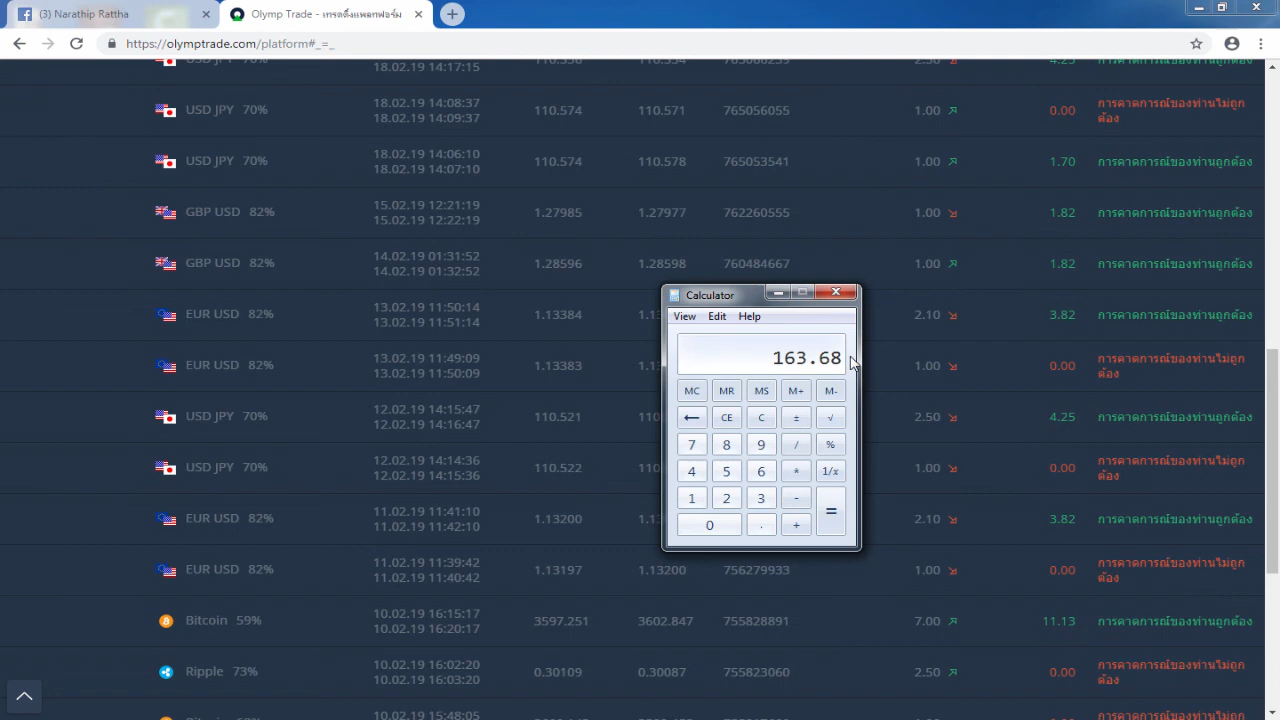 (3) Narathip Rattha
Olymp Trade - เทรดดิ้งแพลทฟอร์ม
https://olymptrade.com/platform#_=_
18.02.19 14:17:15
USD JPY 70%
18.02.19 14:08:37
18.02.19 14:09:37
110.574
110.571
765056055
1.00
0.00
การคาดการณ์ของท่านไม่ถูก
ต้อง
USD JPY 70%
18.02.19 14:06:10
18.02.19 14:07:10
110.574
110.578
765053541
1.00
1.70
การคาดการณ์ของท่านถูกต้อง
GBP USD 82%
15.02.19 12:21:19
15.02.19 12:22:19
1.27985
1.27977
762260555
1.00
1.82
การคาดการณ์ของท่านถูกต้อง
GBP USD 82%
14.02.19 01:31:52
14.02.19 01:32:52
1.28596
1.28598
760484667
1.00
1.82
การคาดการณ์ของท่านถูกต้อง
EUR USD 82%
13.02.19 11:50:14
13.02.19 11:51:14
1.13384
2.10
3.82
การคาดการณ์ของท่านถูกต้อง
EUR USD 82%
13.02.19 11:49:09
13.02.19 11:50:09
1.13383
1.00
0.00
การคาดการณ์ของท่านไม่ถูก
ต้อง
USD JPY 70%
12.02.19 14:15:47
12.02.19 14:16:47
110.521
2.50
4.25
การคาดการณ์ของท่านถูกต้อง
USD JPY 70%
12.02.19 14:14:36
12.02.19 14:15:36
110.522
1.00
0.00
การคาดการณ์ของท่านไม่ถูก
ต้อง
EUR USD 82%
11.02.19 11:41:10
11.02.19 11:42:10
1.13200
2.10
3.82
การคาดการณ์ของท่านถูกต้อง
EUR USD 82%
11.02.19 11:39:42
11.02.19 11:40:42
1.13197
1.13200
756279933
1.00
0.00
การคาดการณ์ของท่านไม่ถูก
ต้อง
Bitcoin 59%
10.02.19 16:15:17
10.02.19 16:20:17
3597.251
3602.847
755828891
7.00
11.13
การคาดการณ์ของท่านถูกต้อง
Ripple 73%
10.02.19 16:02:20
10.02.19 16:03:20
0.30109
0.30087
755823060
2.50
0.00
การคาดการณ์ของท่านไม่ถูก
ต้อง
Calculator
View Edit Help
163.68
MC MR MS M+ M-
← CE C ± √
7 8 9 / %
4 5 6 * 1/x
1 2 3 - =
0 . +